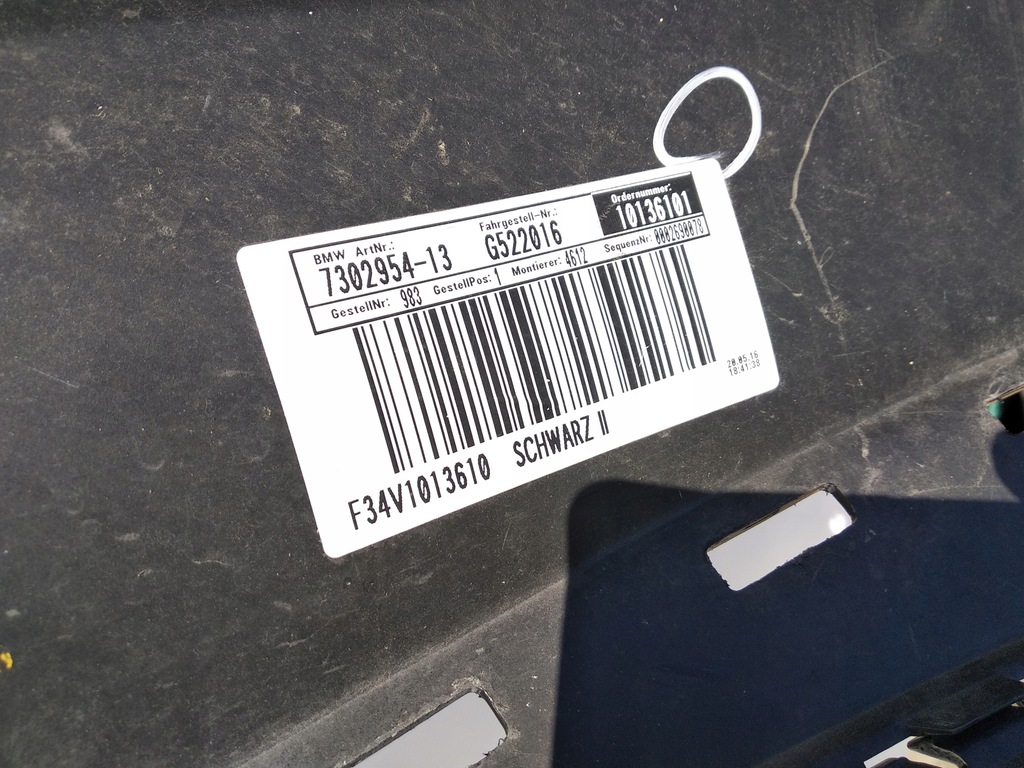 BMW ArtNr.: Fahrgestell-Nr.: Ordernummer:
7302954-13 G522016 10136101
GestellNr: 983 GestellPos: 1 Montierer: 4612 SequenzNr: 0002690070
20.05.16
18:41:38
F34V1013610 SCHWARZ II